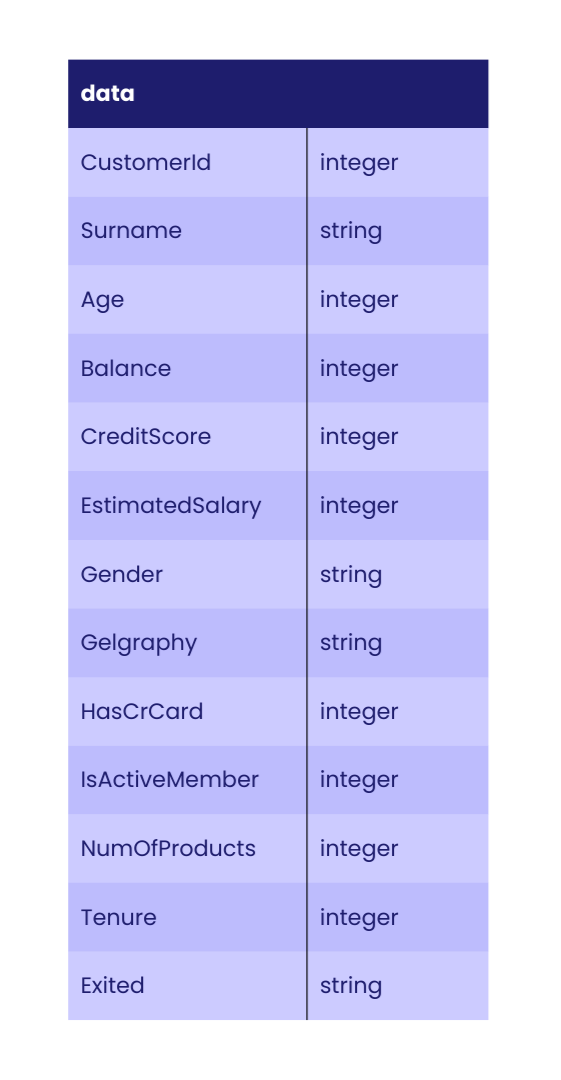 data
CustomerId integer
Surname string
Age integer
Balance integer
CreditScore integer
EstimatedSalary integer
Gender string
Gelgraphy string
HasCrCard integer
IsActiveMember integer
NumOfProducts integer
Tenure integer
Exited string